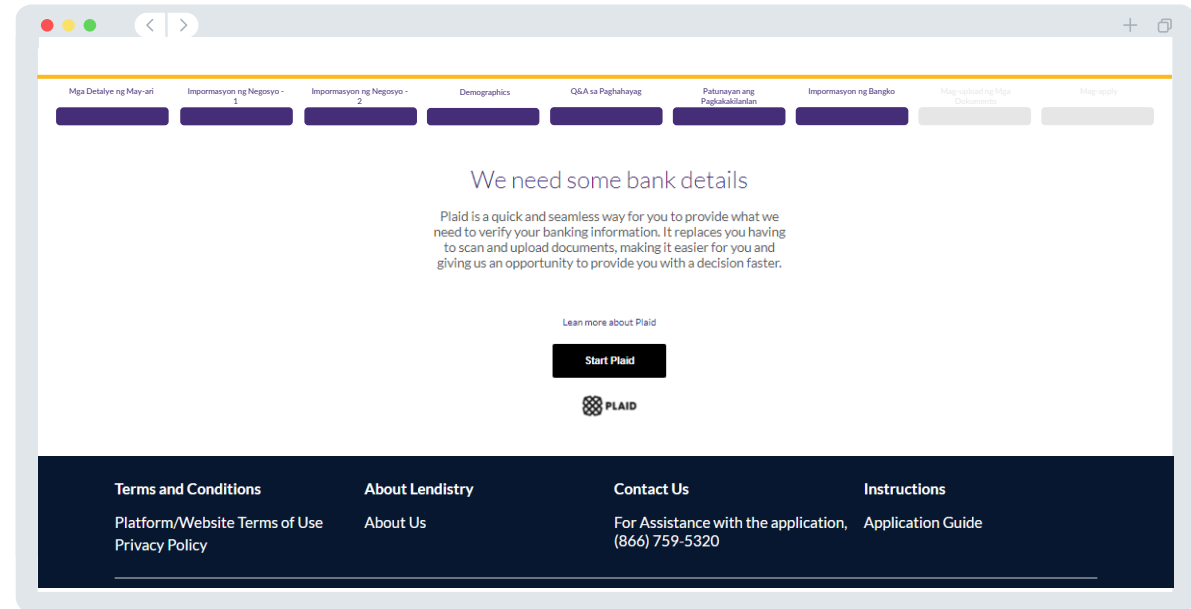 Mga Detalye ng May-ari
Impormasyon ng Negosyo -
1
Impormasyon ng Negosyo -
2
Demographics
Q&A sa Paghahayag
Patunayan ang
Pagkakakilanlan
Impormasyon ng Bangko
Mag-upload ng Mga
Dokumento
Mag-apply
We need some bank details
Plaid is a quick and seamless way for you to provide what we
need to verify your banking information. It replaces you having
to scan and upload documents, making it easier for you and
giving us an opportunity to provide you with a decision faster.
Lean more about Plaid
Start Plaid
PLAID
Terms and Conditions
Platform/Website Terms of Use
Privacy Policy
About Lendistry
About Us
Contact Us
For Assistance with the application,
(866) 759-5320
Instructions
Application Guide